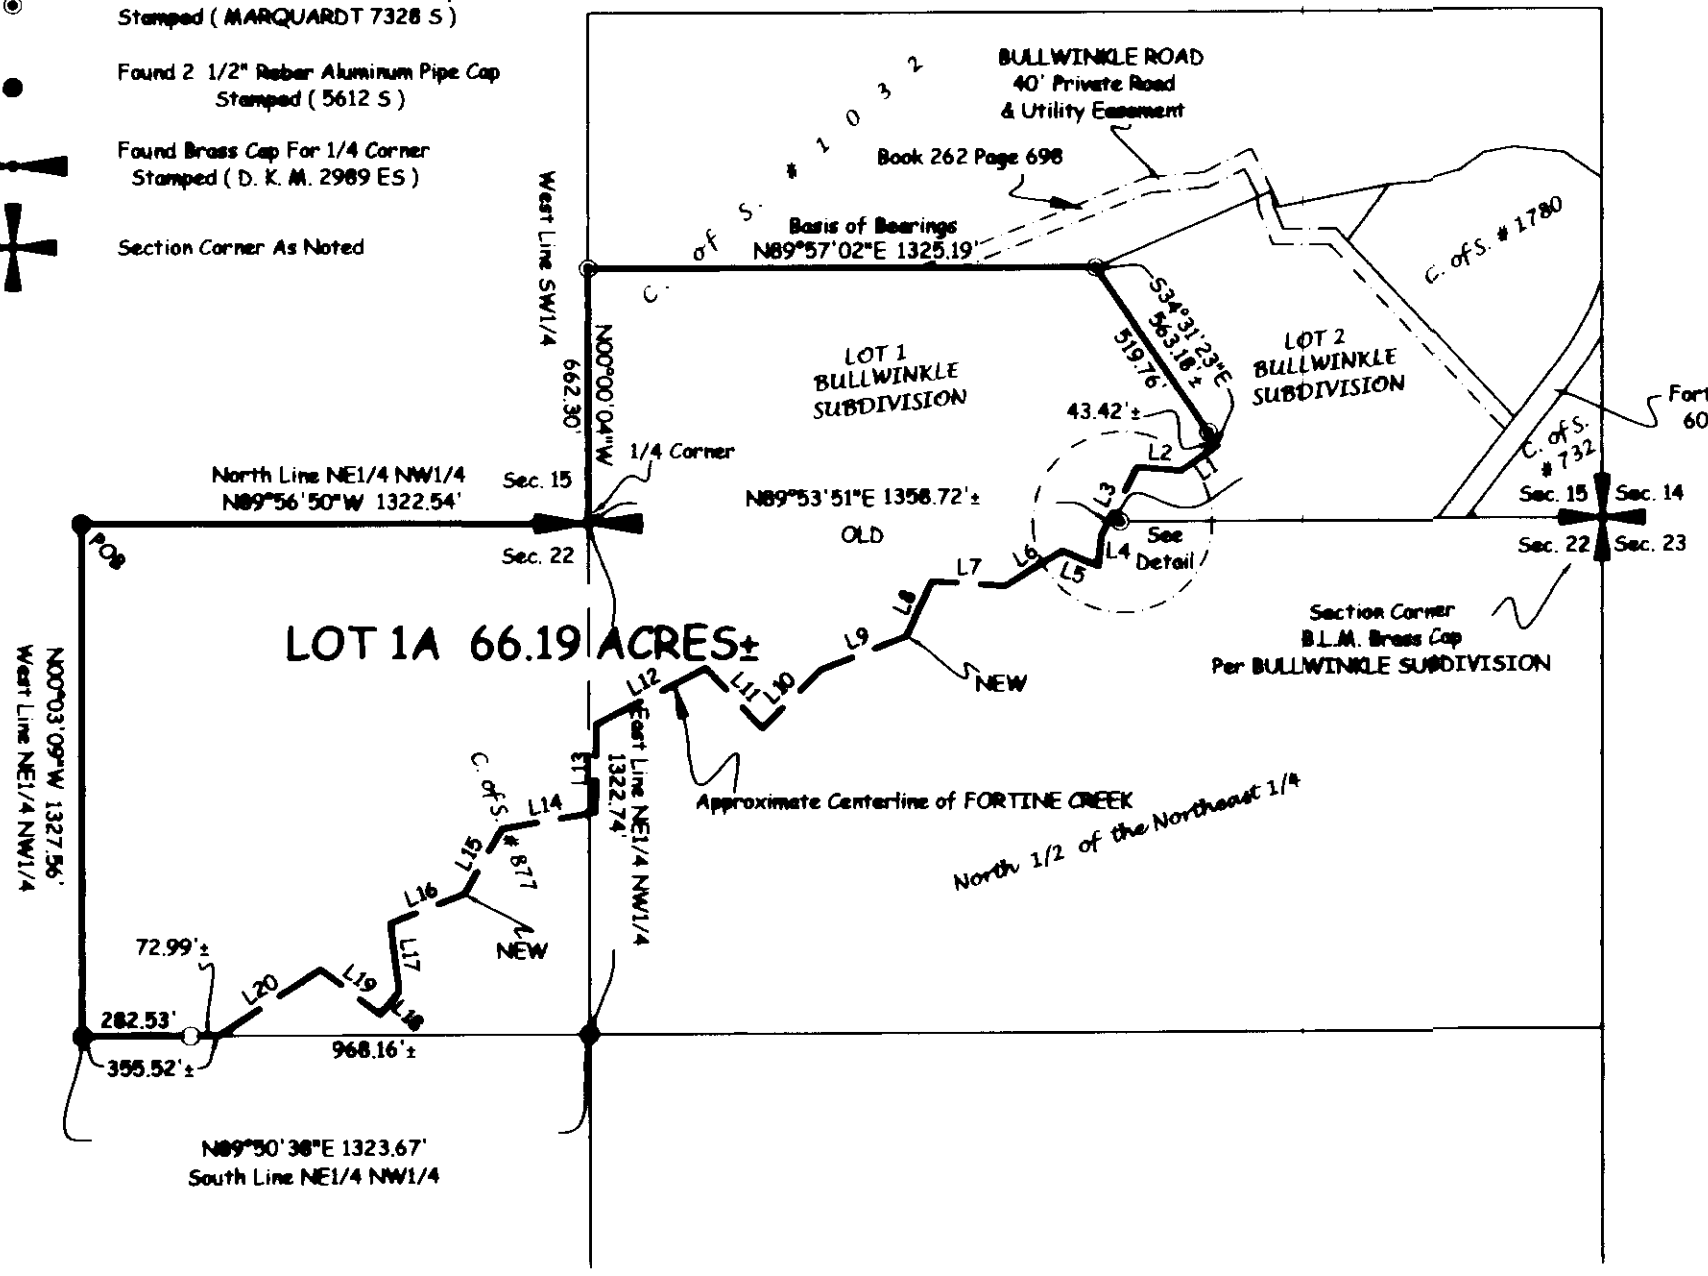 Stamped ( MARQUARDT 7328 S )
Found 2 1/2" Rebar Aluminum Pipe Cap
Stamped ( 5612 S )
Found Brass Cap For 1/4 Corner
Stamped ( D. K. M. 2989 ES )
Section Corner As Noted
C. of S. # 1032
BULLWINKLE ROAD
40' Private Road
& Utility Easement
Book 262 Page 698
Basis of Bearings
N89°57'02"E 1325.19'
West Line SW1/4
N00°00'04"W
662.30'
C. of S. # 1780
S34°31'23"E
563.18'±
519.76'
LOT 1
BULLWINKLE
SUBDIVISION
LOT 2
BULLWINKLE
SUBDIVISION
43.42'±
Fort
60
C. of S.
# 732
1/4 Corner
North Line NE1/4 NW1/4
N89°56'50"W 1322.54'
Sec. 15
Sec. 22
POB
N89°53'51"E 1358.72'±
OLD
L1
L2
L3
L4
See
Detail
L5
L6
L7
L8
L9
L10
L11
L12
L13
L14
L15
L16
L17
L18
L19
L20
Sec. 15
Sec. 14
Sec. 22
Sec. 23
Section Corner
B.L.M. Brass Cap
Per BULLWINKLE SUBDIVISION
LOT 1A 66.19 ACRES±
NEW
N00°03'09"W 1327.56'
West Line NE1/4 NW1/4
East Line NE1/4 NW1/4
1322.74'
C. of S. # 877
Approximate Centerline of FORTINE CREEK
North 1/2 of the Northeast 1/4
NEW
72.99'±
282.53'
355.52'±
968.16'±
N89°50'38"E 1323.67'
South Line NE1/4 NW1/4